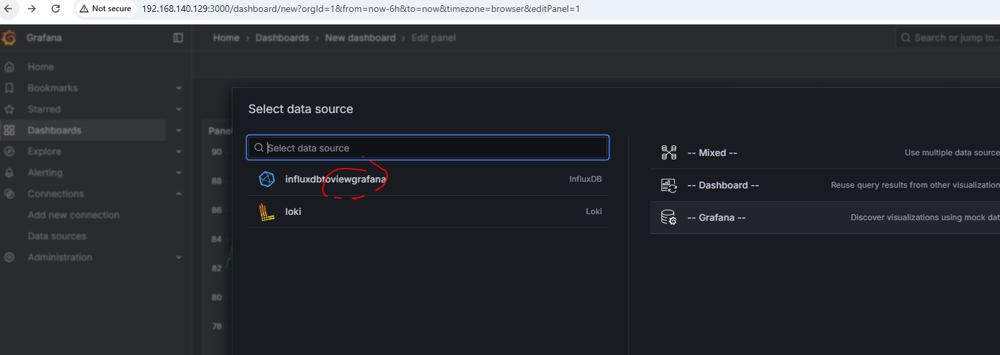 Not secure 192.168.140.129:3000/dashboard/new?orgId=1&from=now-6h&to=now&timezone=browser&editPanel=1
Grafana
Home › Dashboards › New dashboard › Edit panel
Search or jump to...
Home
Bookmarks
Starred
Dashboards
Explore
Alerting
Connections
Add new connection
Data sources
Administration
Panel
90
88
86
84
82
80
78
Select data source
Select data source
influxdbtoviewgrafana InfluxDB
loki Loki
-- Mixed -- Use multiple data source
-- Dashboard -- Reuse query results from other visualization
-- Grafana -- Discover visualizations using mock dat